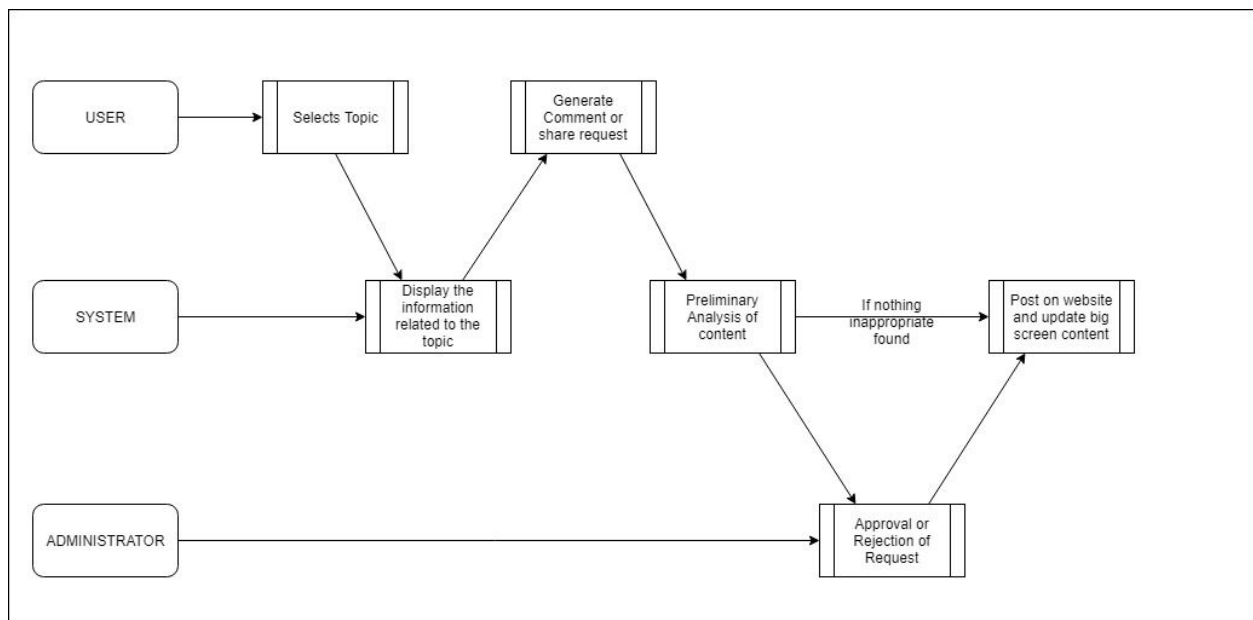 USER
Selects Topic
Generate
Comment or
share request
SYSTEM
Display the
information
related to the
topic
Preliminary
Analysis of
content
If nothing
inappropriate
found
Post on website
and update big
screen content
ADMINISTRATOR
Approval or
Rejection of
Request